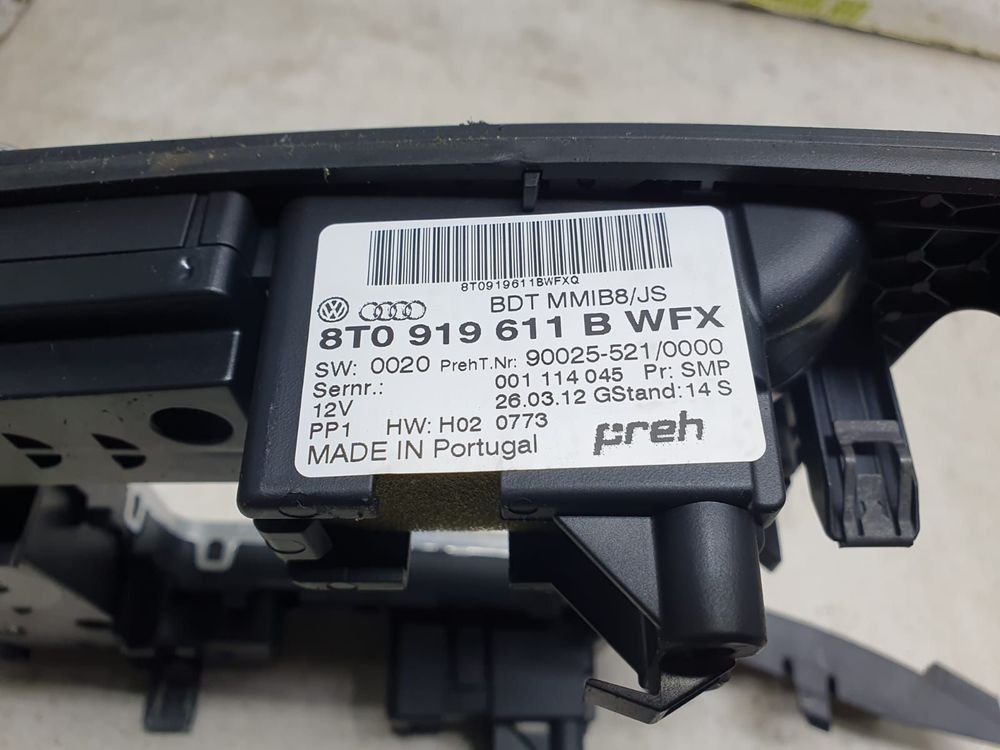 8T0919611BWFXQ
BDT MMIB8/JS
8T0 919 611 B WFX
SW: 0020 PrehT.Nr: 90025-521/0000
Sernr.: 001 114 045 Pr: SMP
12V 26.03.12 GStand: 14 S
PP1 HW: H02 0773
MADE IN Portugal preh